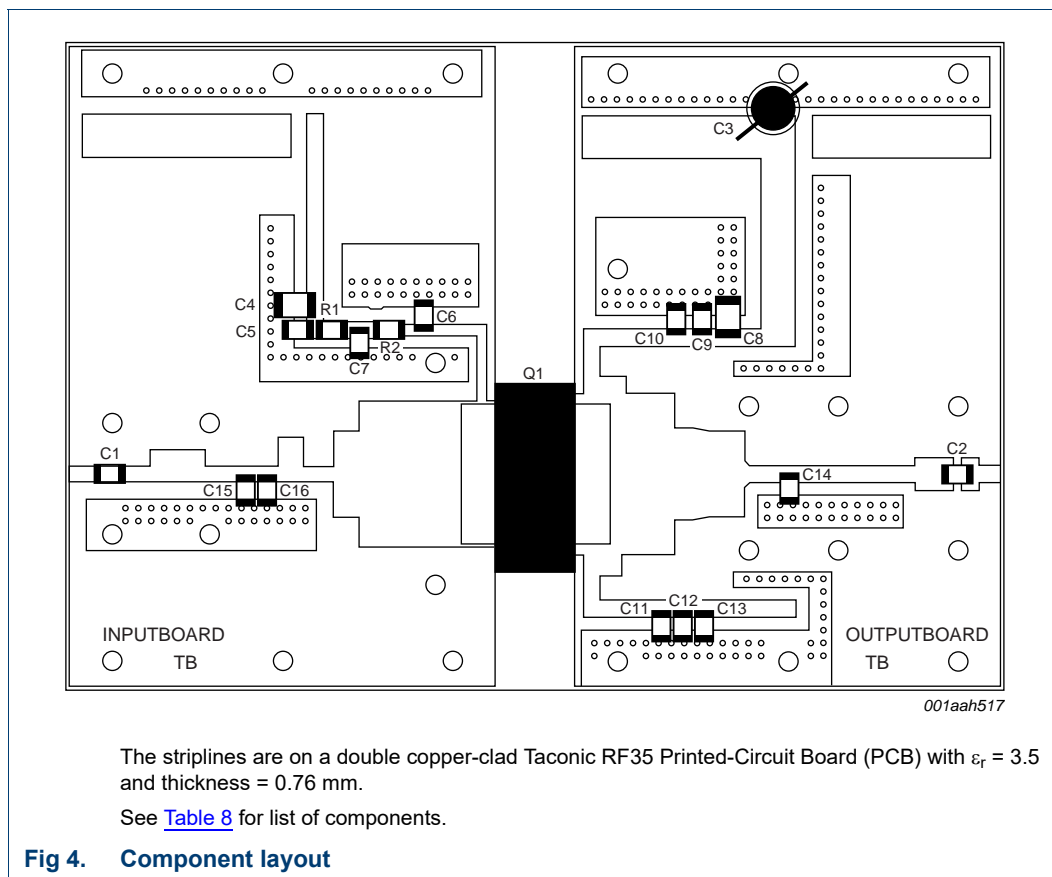 C3
C4
R1
C5
C6
R2
C7
C10
C9
C8
Q1
C1
C2
C15
C16
C14
C11
C12
C13
INPUTBOARD
TB
OUTPUTBOARD
TB
001aah517
The striplines are on a double copper-clad Taconic RF35 Printed-Circuit Board (PCB) with εr = 3.5
and thickness = 0.76 mm.
See Table 8 for list of components.
Fig 4. Component layout